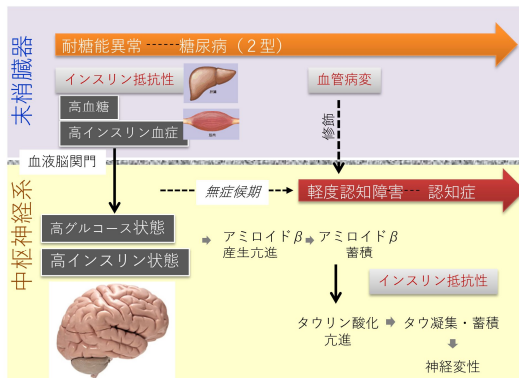 末梢臓器
耐糖能異常 ------ 糖尿病(2型)
インスリン抵抗性
肝臓
筋肉
高血糖
高インスリン血症
血管病変
修飾
血液脳関門
中枢神経系
無症候期
軽度認知障害---- 認知症
高グルコース状態
高インスリン状態
アミロイドβ
産生亢進
アミロイドβ
蓄積
インスリン抵抗性
タウリン酸化
亢進
タウ凝集・蓄積
神経変性